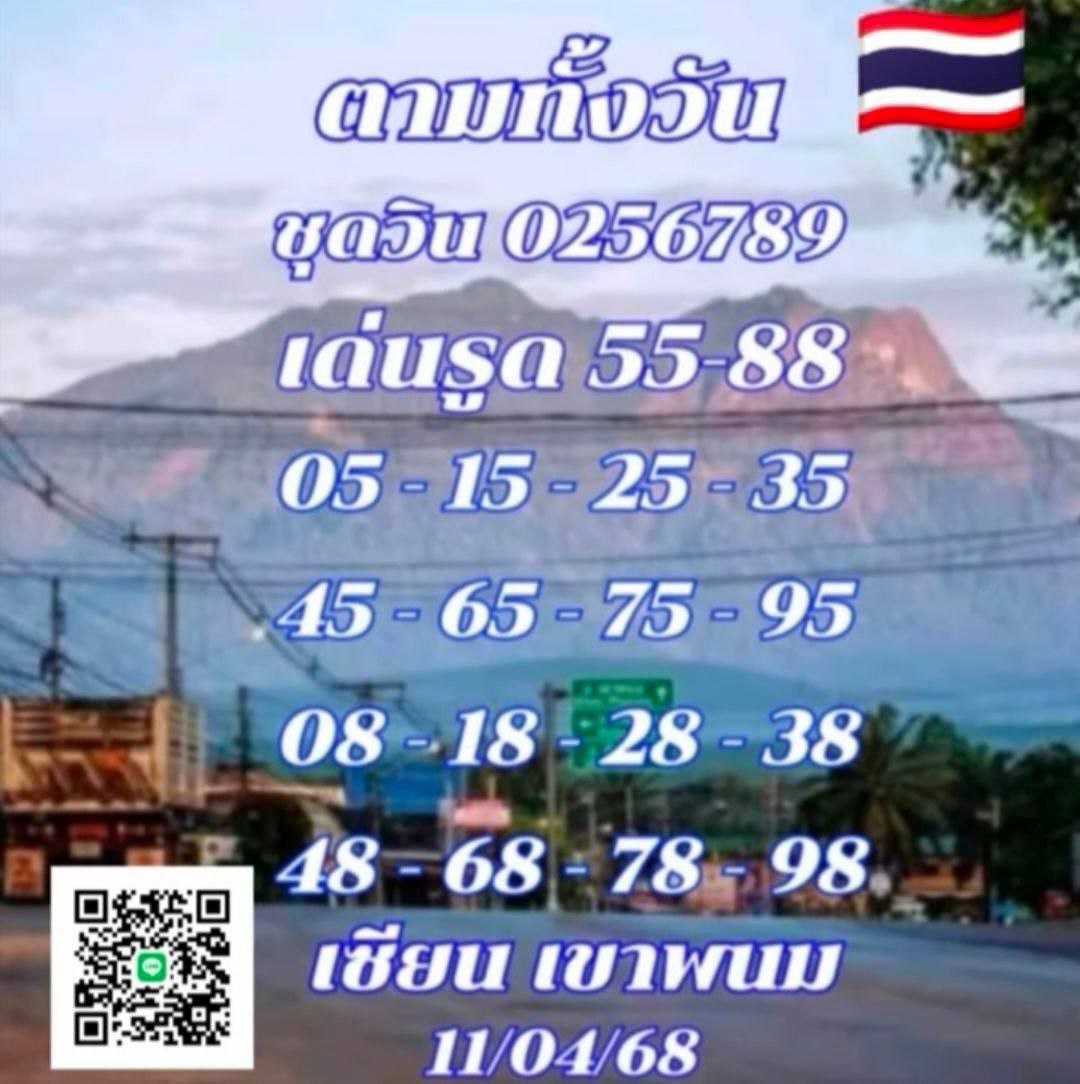 ตามทั้งวัน
ชุดวิน 0256789
เด่นรูด 55-88
05 - 15 - 25 - 35
45 - 65 - 75 - 95
08 - 18 - 28 - 38
48 - 68 - 78 - 98
เซียน เขาพนม
11/04/68